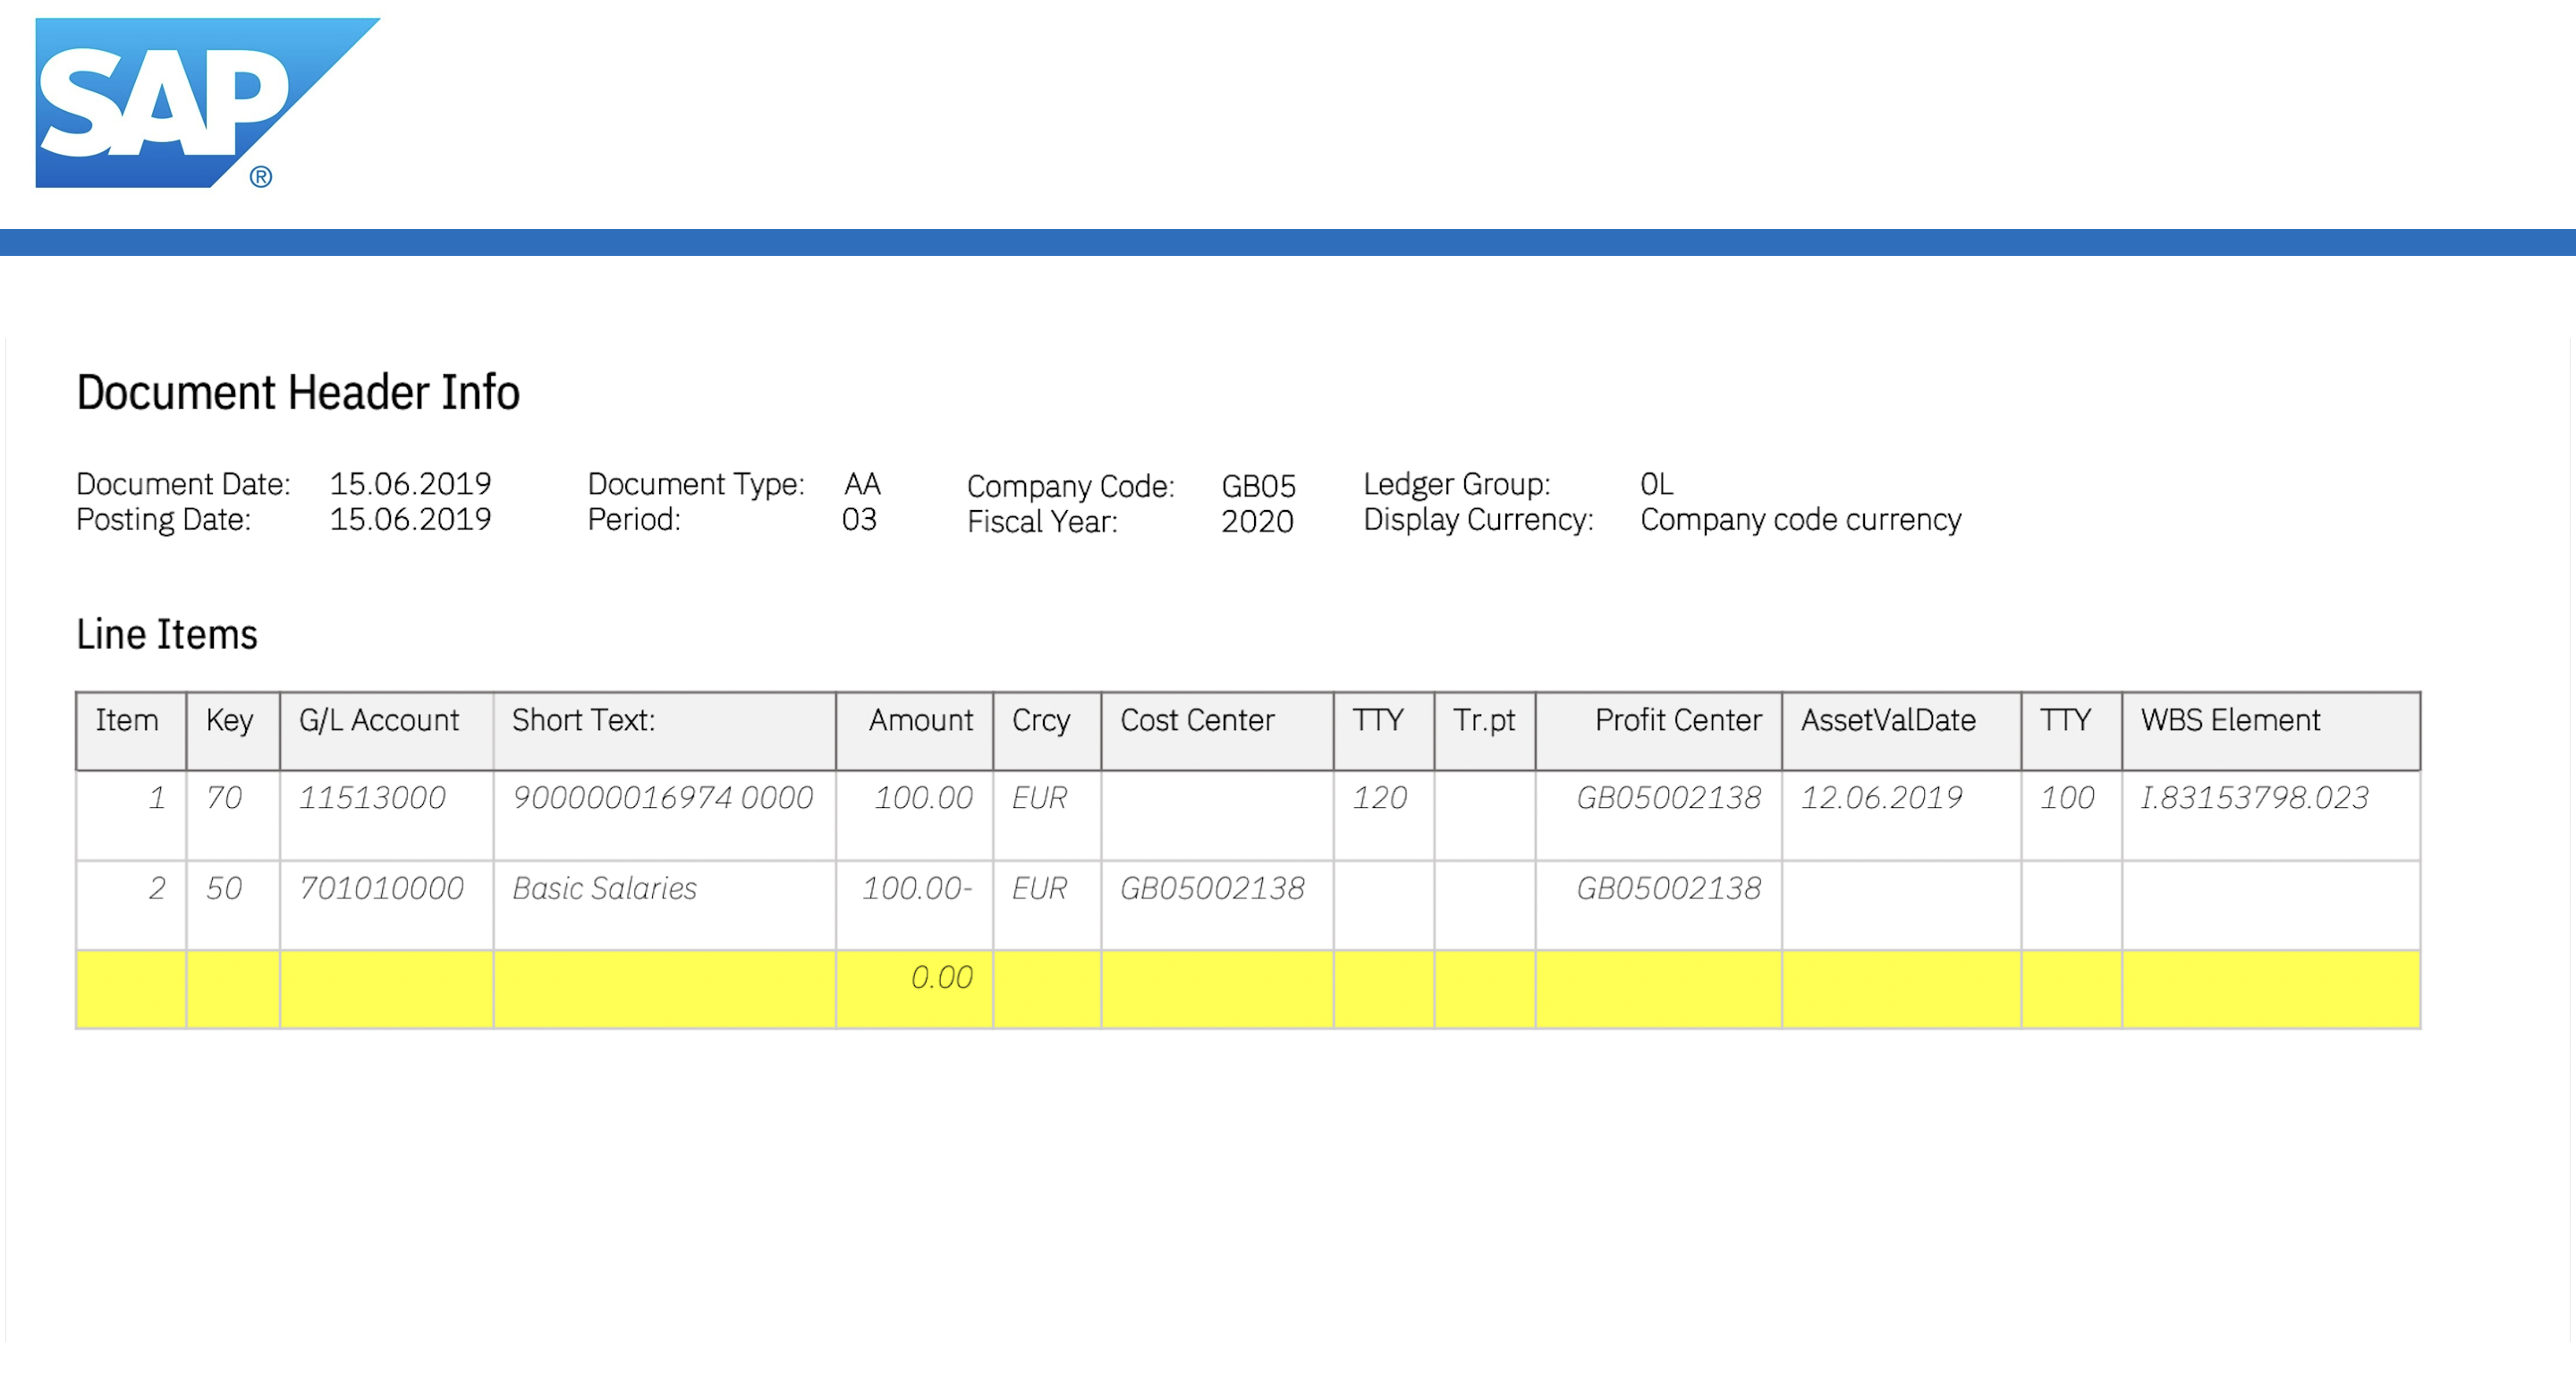 SAP ®
Document Header Info
Document Date: 15.06.2019 Document Type: AA Company Code: GB05 Ledger Group: 0L
Posting Date: 15.06.2019 Period: 03 Fiscal Year: 2020 Display Currency: Company code currency
Line Items
Item Key G/L Account Short Text: Amount Crcy Cost Center TTY Tr.pt Profit Center AssetValDate TTY WBS Element
1 70 11513000 900000016974 0000 100.00 EUR 120 GB05002138 12.06.2019 100 I.83153798.023
2 50 701010000 Basic Salaries 100.00- EUR GB05002138 GB05002138
0.00